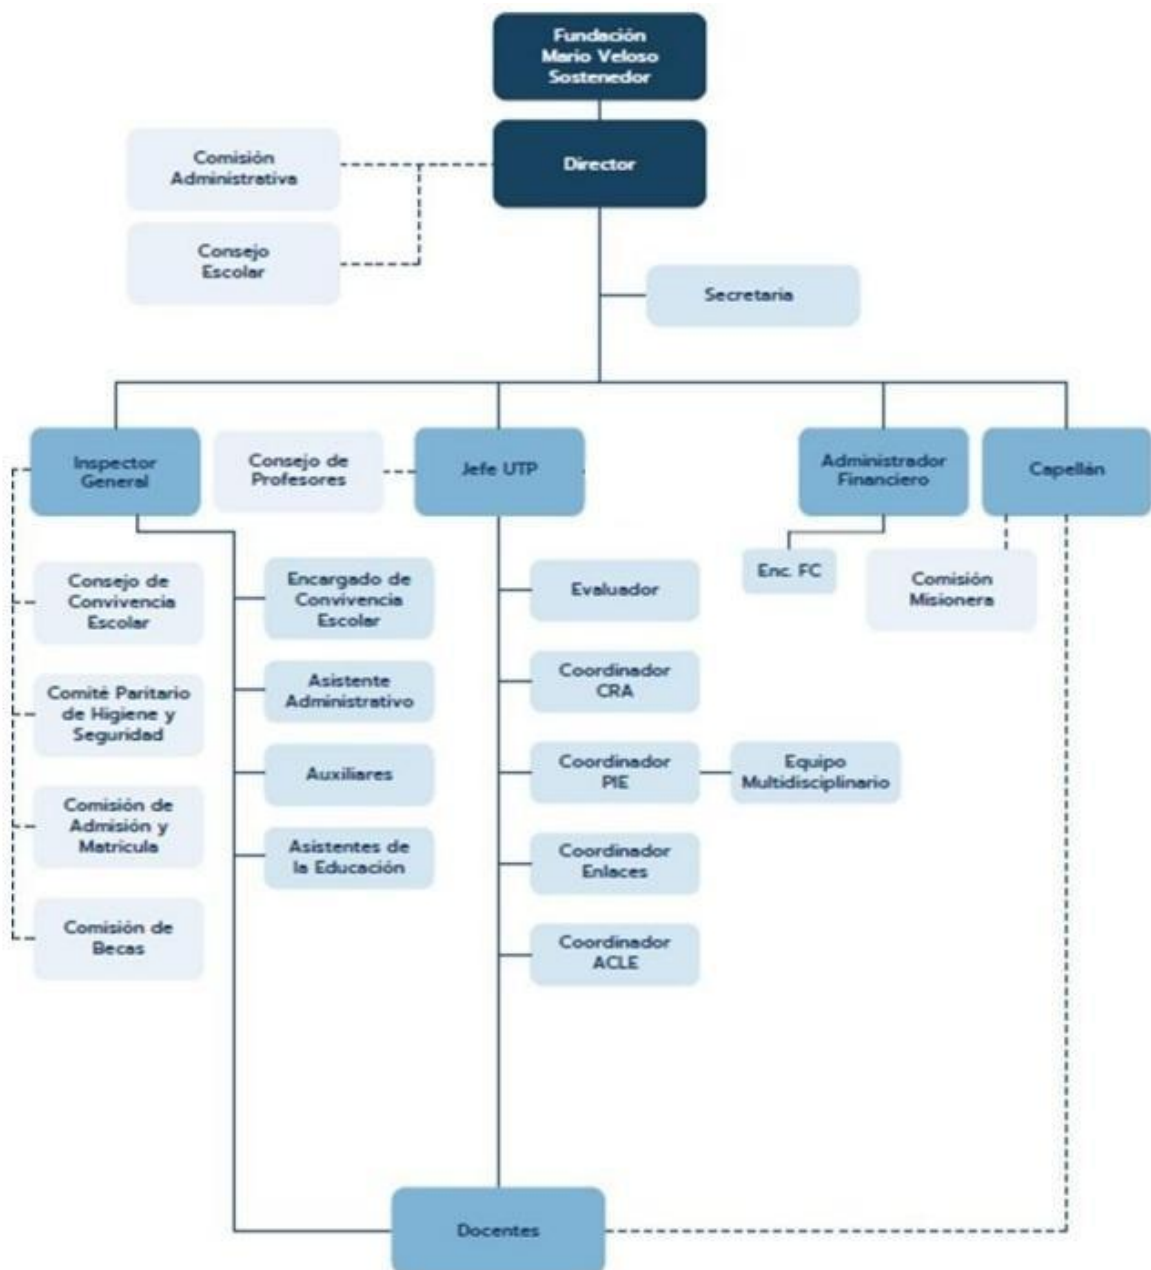 Fundación
Mario Veloso
Sostenedor
Director
Comisión
Administrativa
Consejo
Escolar
Secretaria
Inspector
General
Consejo de
Profesores
Jefe UTP
Administrador
Financiero
Capellán
Consejo de
Convivencia
Escolar
Encargado de
Convivencia
Escolar
Evaluador
Enc. FC
Comisión
Misionera
Comité Paritario
de Higiene y
Seguridad
Asistente
Administrativo
Coordinador
CRA
Auxiliares
Coordinador
PIE
Equipo
Multidisciplinario
Comisión de
Admisión y
Matricula
Asistentes de
la Educación
Coordinador
Enlaces
Comisión de
Becas
Coordinador
ACLE
Docentes